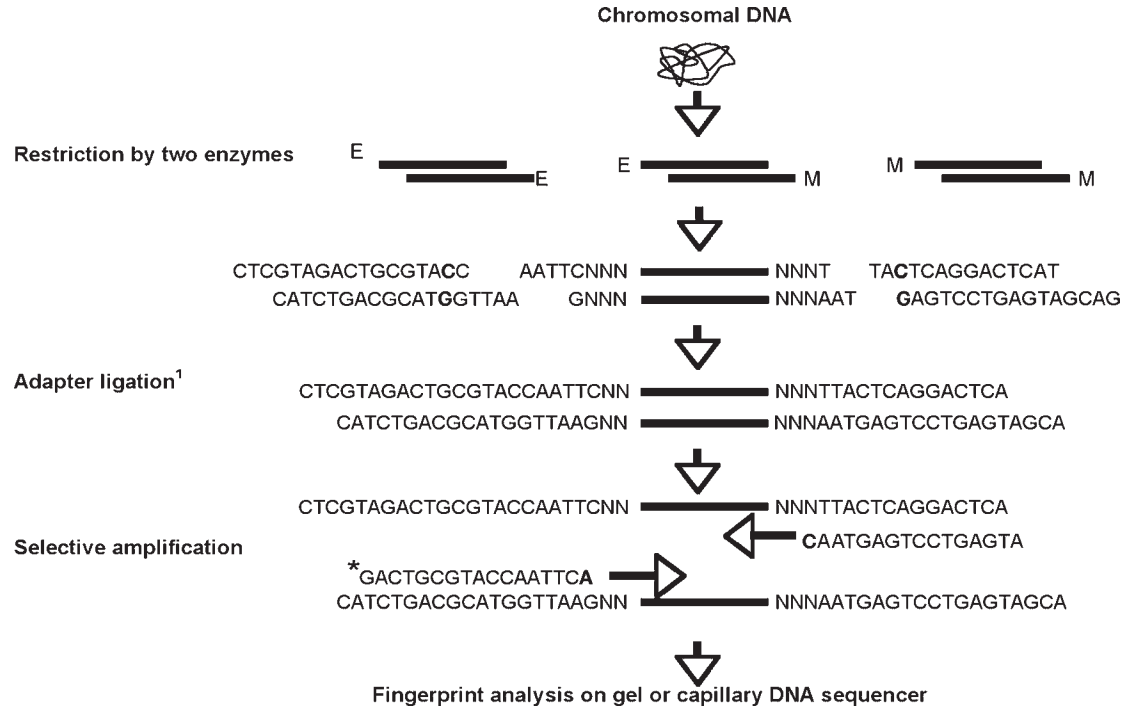 Chromosomal DNA
Restriction by two enzymes
E
E
E
M
M
M
CTCGTAGACTGCGTACC AATTCNNN NNNT TACTCAGGACTCAT
CATCTGACGCATGGTTAA GNNN NNNAAT GAGTCCTGAGTAGCAG
Adapter ligation¹
CTCGTAGACTGCGTACCAATTCNN NNNTTACTCAGGACTCA
CATCTGACGCATGGTTAAGNN NNNAATGAGTCCTGAGTAGCA
Selective amplification
CTCGTAGACTGCGTACCAATTCNN NNNTTACTCAGGACTCA
CAATGAGTCCTGAGTA
*GACTGCGTACCAATTCA
CATCTGACGCATGGTTAAGNN NNNAATGAGTCCTGAGTAGCA
Fingerprint analysis on gel or capillary DNA sequencer